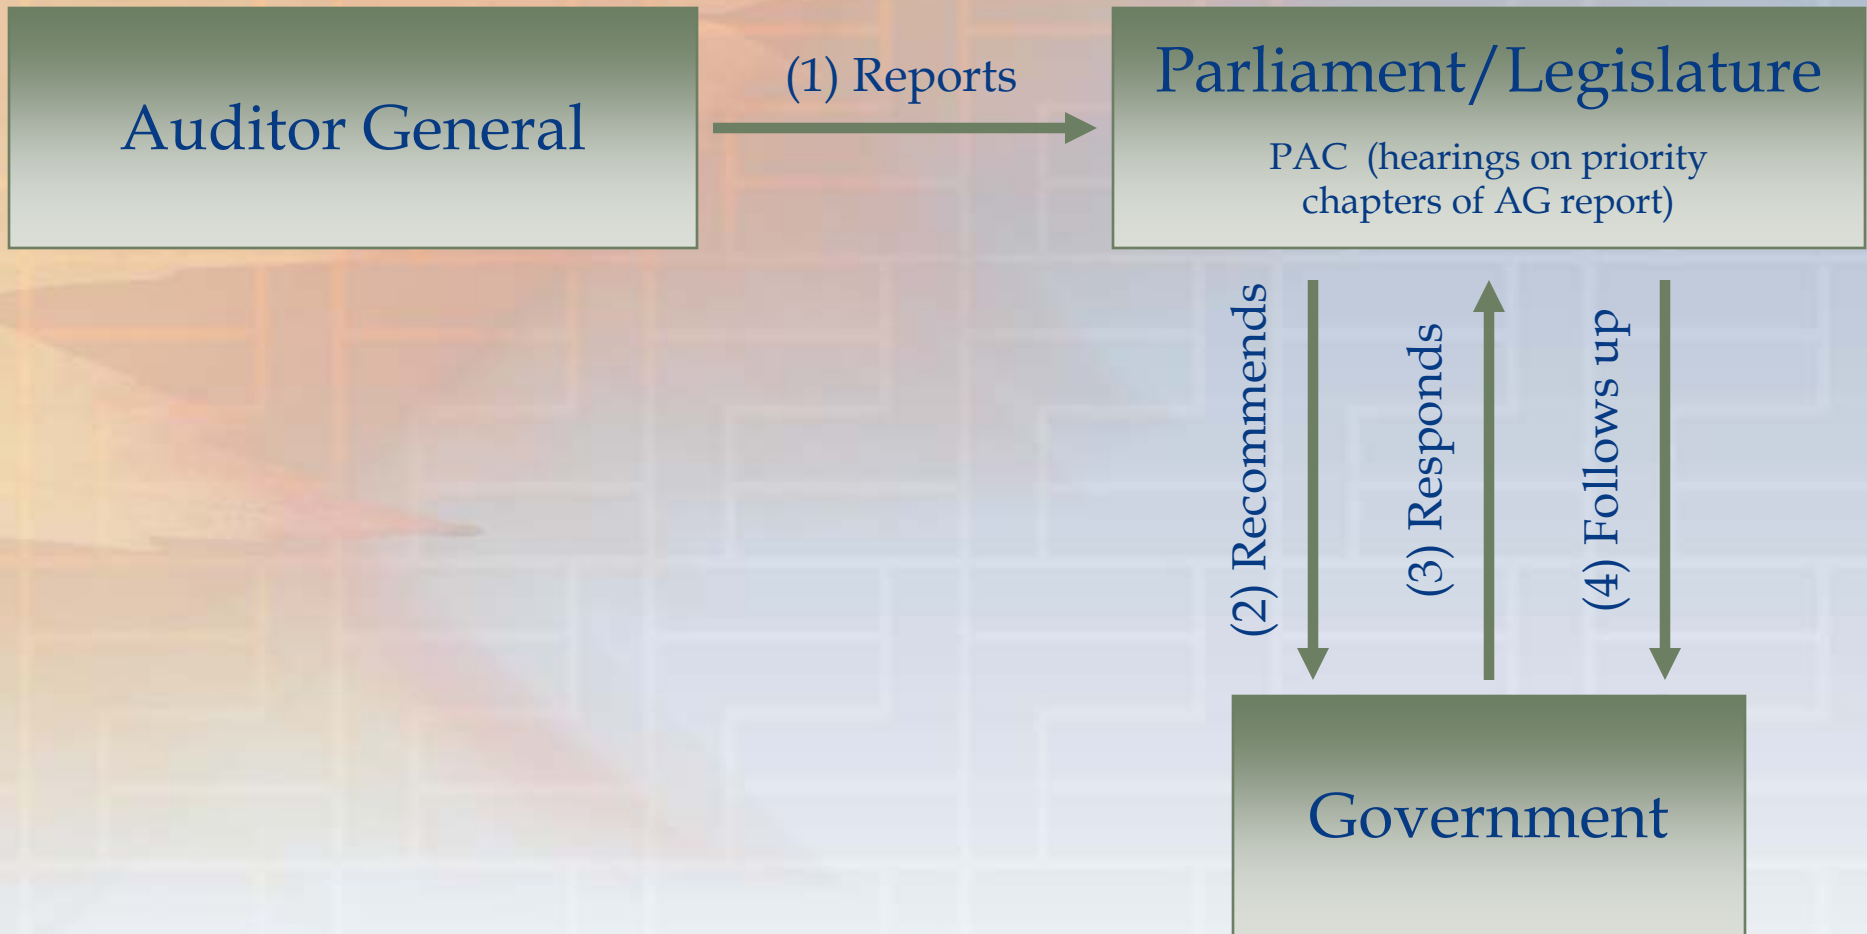 Auditor General
(1) Reports
Parliament/Legislature
PAC (hearings on priority
chapters of AG report)
(2) Recommends
(3) Responds
(4) Follows up
Government